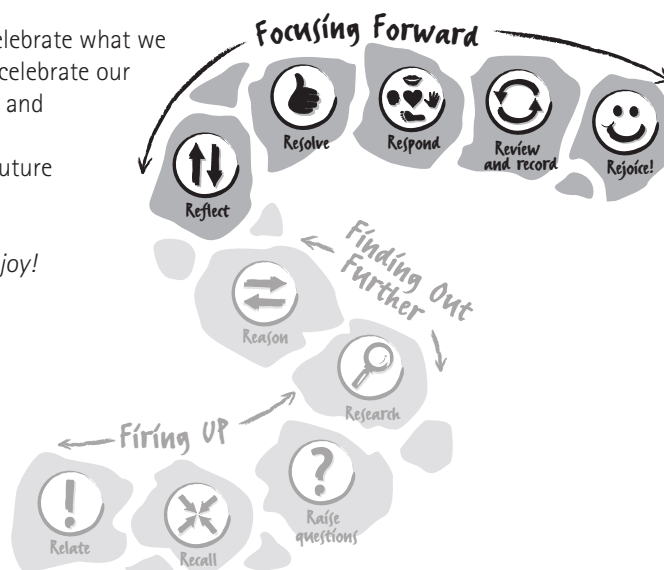 elebrate what we
celebrate our
and
uture
joy!
Focusing Forward
Reflect
Resolve
Respond
Review
and record
Rejoice!
Finding Out
Further
Reason
Research
Firing UP
Relate
Recall
Raise
questions